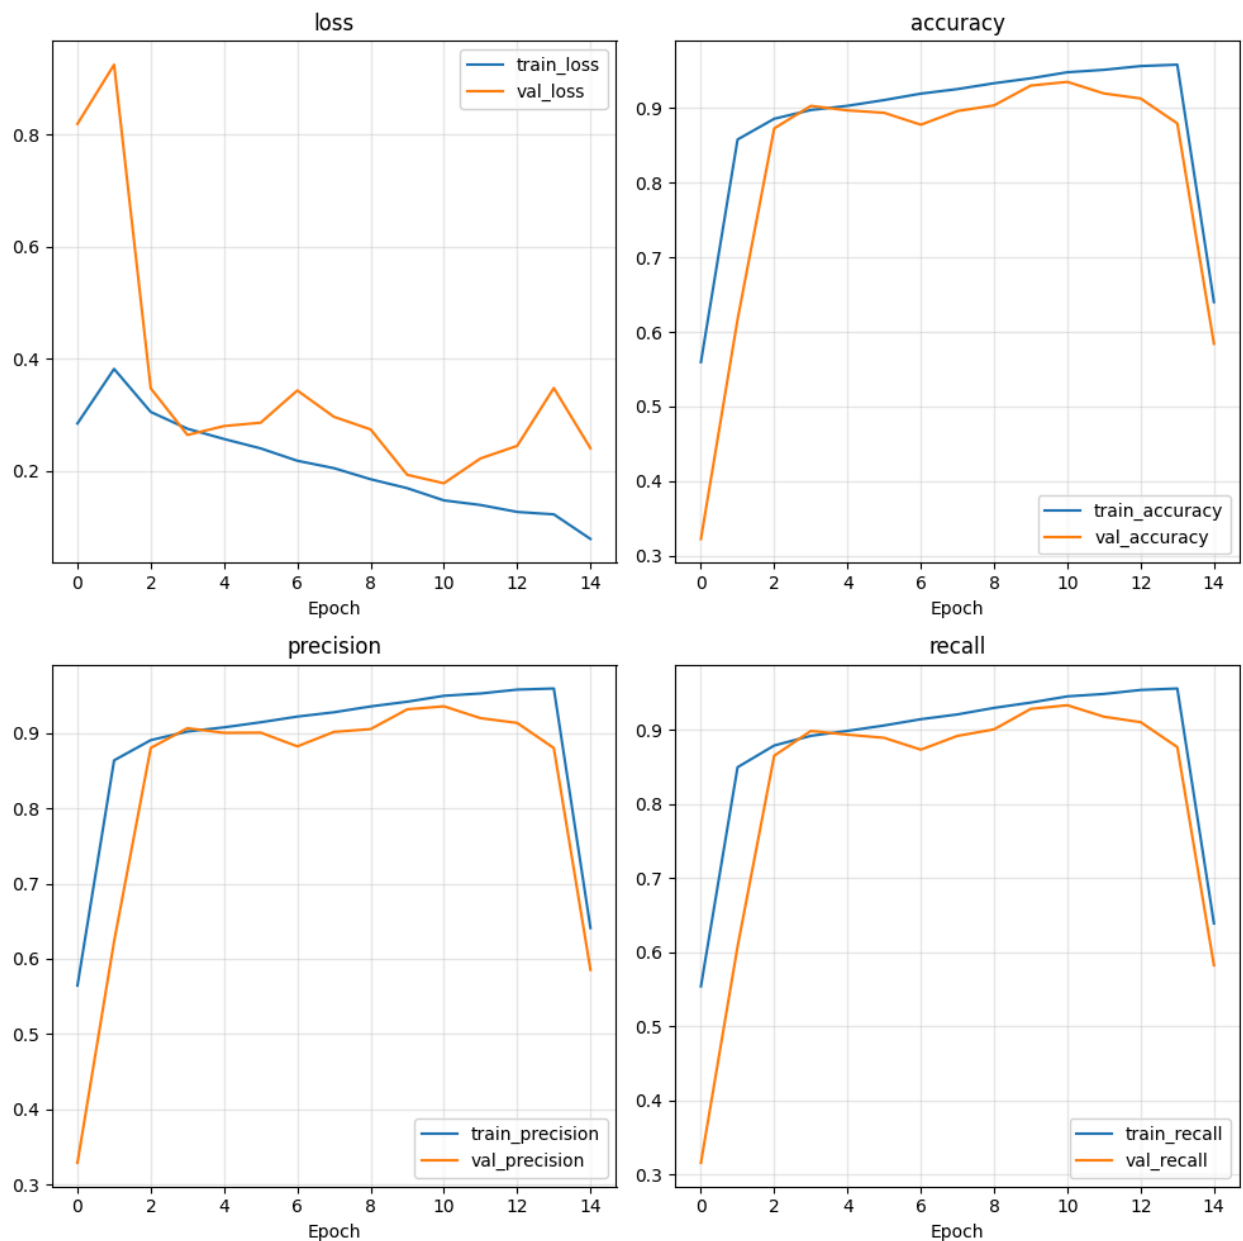 loss
train_loss
val_loss
0.8
0.6
0.4
0.2
0 2 4 6 8 10 12 14
Epoch
accuracy
0.9
0.8
0.7
0.6
0.5
0.4
0.3
train_accuracy
val_accuracy
0 2 4 6 8 10 12 14
Epoch
precision
0.9
0.8
0.7
0.6
0.5
0.4
0.3
train_precision
val_precision
0 2 4 6 8 10 12 14
Epoch
recall
0.9
0.8
0.7
0.6
0.5
0.4
0.3
train_recall
val_recall
0 2 4 6 8 10 12 14
Epoch